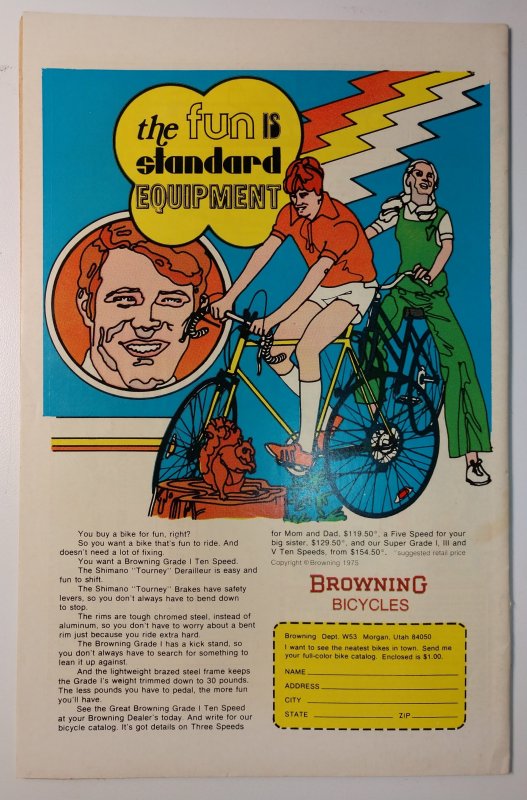 the fun IS
standard
EQUIPMENT
You buy a bike for fun, right?
So you want a bike that's fun to ride. And
doesn't need a lot of fixing.
You want a Browning Grade I Ten Speed.
The Shimano "Tourney" Derailleur is easy and
fun to shift.
The Shimano "Tourney" Brakes have safety
levers, so you don't always have to bend down
to stop.
The rims are tough chromed steel, instead of
aluminum, so you don't have to worry about a bent
rim just because you ride extra hard.
The Browning Grade I has a kick stand, so
you don't always have to search for something to
lean it up against.
And the lightweight brazed steel frame keeps
the Grade I's weight trimmed down to 30 pounds.
The less pounds you have to pedal, the more fun
you'll have.
See the Great Browning Grade I Ten Speed
at your Browning Dealer's today. And write for our
bicycle catalog. It's got details on Three Speeds
for Mom and Dad, $119.50*, a Five Speed for your
big sister, $129.50*, and our Super Grade I, III and
V Ten Speeds, from $154.50*. *suggested retail price
Copyright © Browning 1975
BROWNING
BICYCLES
Browning Dept. W53 Morgan, Utah 84050
I want to see the neatest bikes in town. Send me
your full-color bike catalog. Enclosed is $1.00.
NAME
ADDRESS
CITY
STATE ZIP